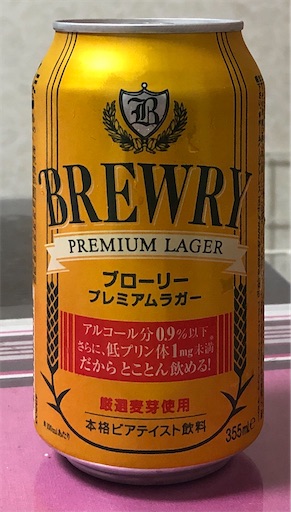 B
BREWRY
PREMIUM LAGER
ブローリー
プレミアムラガー
アルコール分0.9%以下。
さらに、低プリン体1mg未満
だからとことん飲める!
厳選麦芽使用
本格ビアテイスト飲料
355mℓ